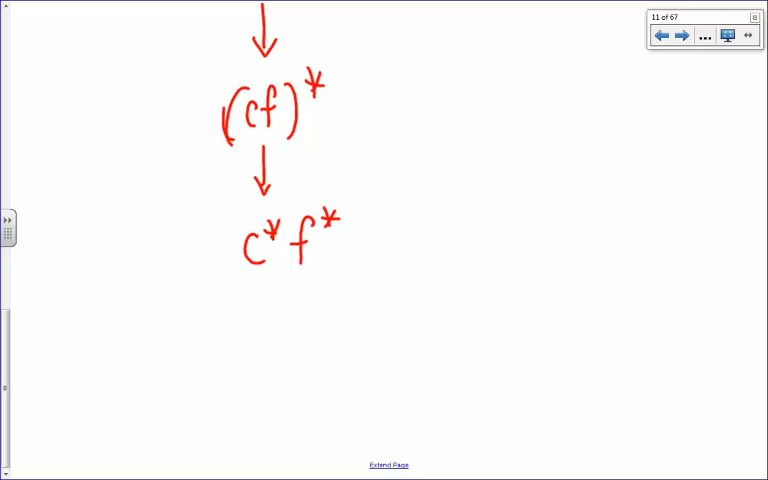 11 of 67
...
(cf)*
c* f*
Extend Page